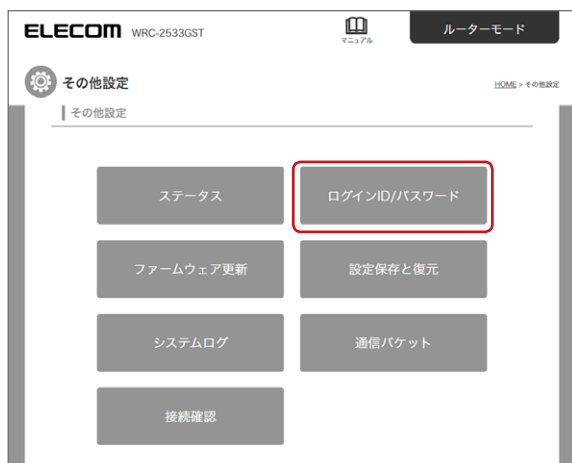 ELECOM WRC-2533GST
マニュアル
ルーターモード
その他設定
HOME > その他設定
その他設定
ステータス
ログインID/パスワード
ファームウェア更新
設定保存と復元
システムログ
通信パケット
接続確認